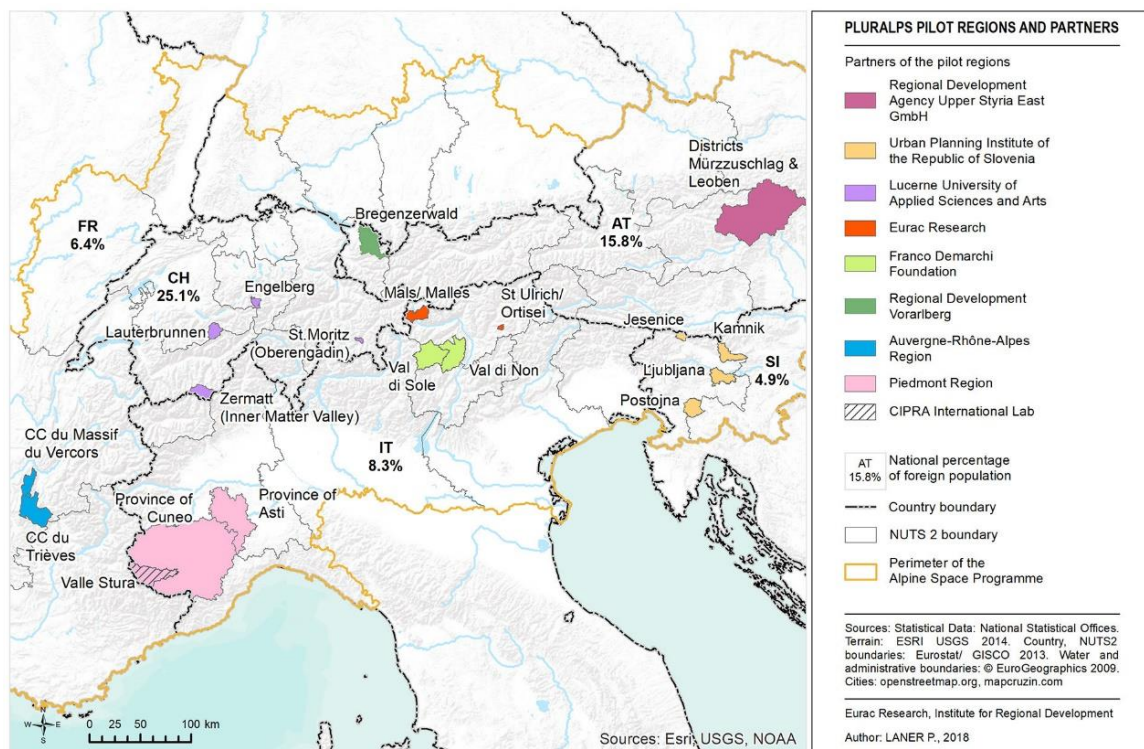 Districts
Mürzzuschlag &
Leoben
Bregenzerwald
FR
6.4%
AT
15.8%
CH
25.1%
Engelberg
Mals/ Malles
St Ulrich/
Ortisei
Lauterbrunnen
St.Moritz
(Oberengadin)
Jesenice
Kamnik
Val
di Sole
Val di Non
Ljubljana
SI
4.9%
Zermatt
(Inner Matter Valley)
Postojna
CC du Massif
du Vercors
IT
8.3%
Province of
Cuneo
Province of
Asti
CC du
Trièves
Valle Stura
N
W
E
S
0 25 50 100 km
Sources: Esri, USGS, NOAA
PLURALPS PILOT REGIONS AND PARTNERS
Partners of the pilot regions
Regional Development
Agency Upper Styria East
GmbH
Urban Planning Institute of
the Republic of Slovenia
Lucerne University of
Applied Sciences and Arts
Eurac Research
Franco Demarchi
Foundation
Regional Development
Vorarlberg
Auvergne-Rhône-Alpes
Region
Piedmont Region
CIPRA International Lab
AT
15.8%
National percentage
of foreign population
Country boundary
NUTS 2 boundary
Perimeter of the
Alpine Space Programme
Sources: Statistical Data: National Statistical Offices.
Terrain: ESRI USGS 2014. Country, NUTS2
boundaries: Eurostat/ GISCO 2013. Water and
administrative boundaries: © EuroGeographics 2009.
Cities: openstreetmap.org, mapcruzin.com
Eurac Research, Institute for Regional Development
Author: LANER P., 2018